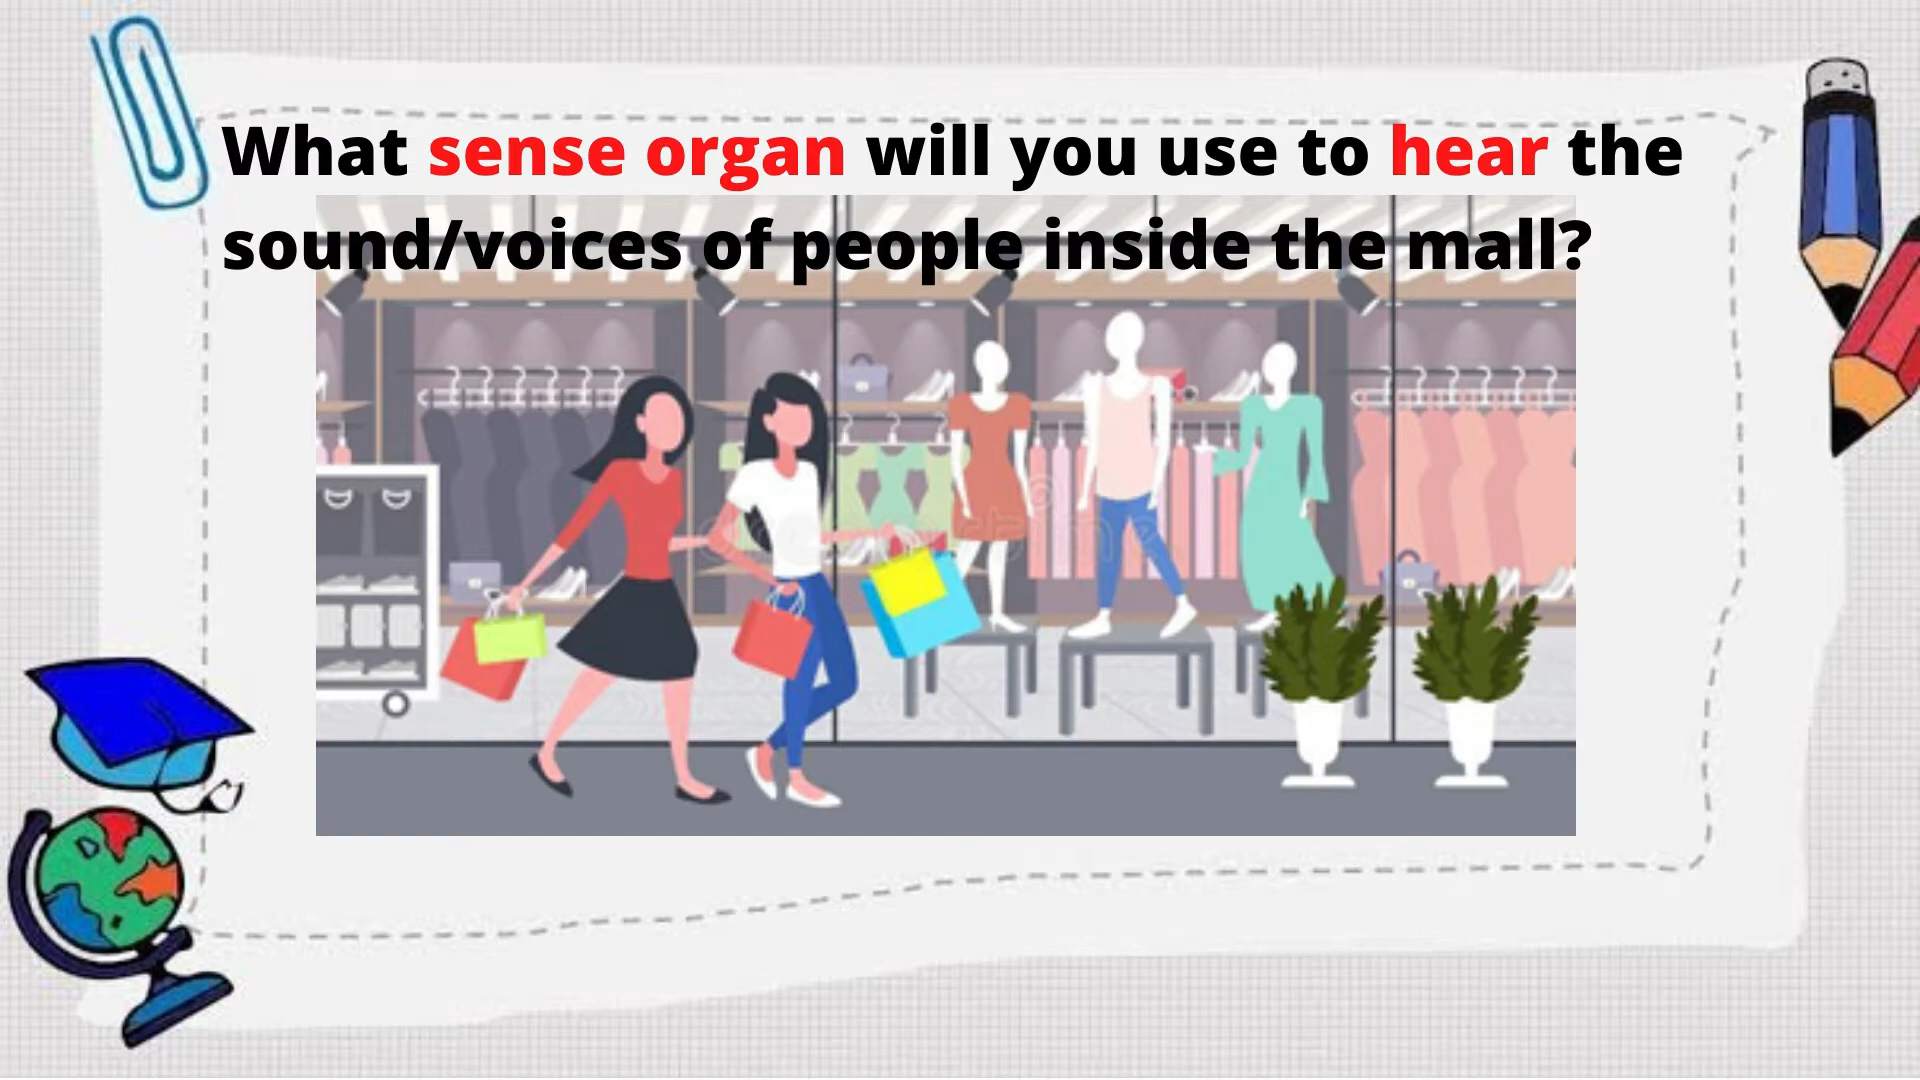 What sense organ will you use to hear the
sound/voices of people inside the mall?